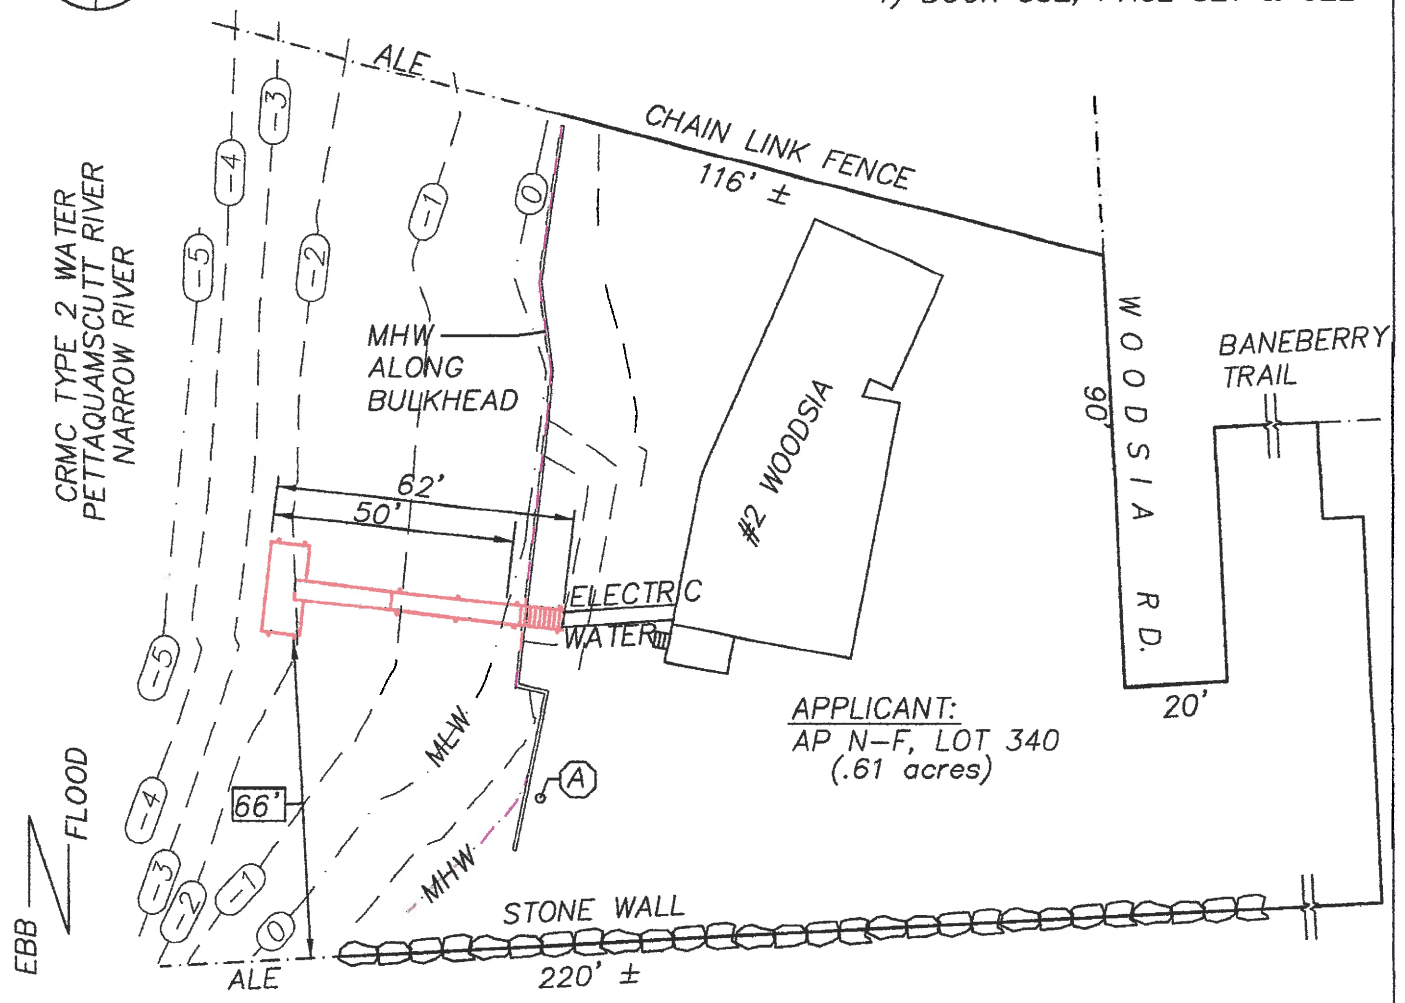 ALE
CHAIN LINK FENCE
116' ±
-3
-4
-1
0
-5
-2
CRMC TYPE 2 WATER
PETTAQUAMSCUTT RIVER
NARROW RIVER
MHW
ALONG
BULKHEAD
#2 WOODSIA
90'
WOODSIA RD.
BANEBERRY
TRAIL
62'
50'
ELECTRIC
WATER
20'
APPLICANT:
AP N-F, LOT 340
(.61 acres)
-5
MLW
A
-4
66'
EBB
FLOOD
-3
-2
-1
0
MHW
STONE WALL
220' ±
ALE